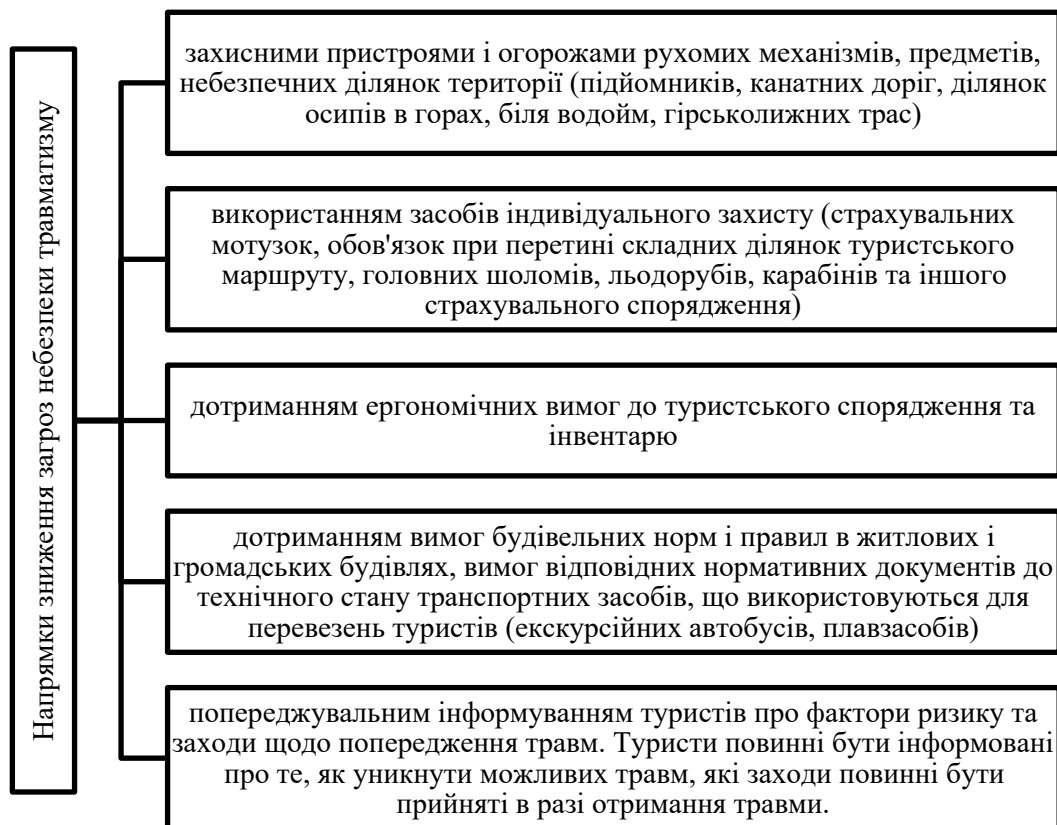 Напрямки зниження загроз небезпеки травматизму
захисними пристроями і огорожами рухомих механізмів, предметів,
небезпечних ділянок території (підйомників, канатних доріг, ділянок
осипів в горах, біля водойм, гірськолижних трас)
використанням засобів індивідуального захисту (страхувальних
мотузок, обов'язок при перетині складних ділянок туристського
маршруту, головних шоломів, льодорубів, карабінів та іншого
страхувального спорядження)
дотриманням ергономічних вимог до туристського спорядження та
інвентарю
дотриманням вимог будівельних норм і правил в житлових і
громадських будівлях, вимог відповідних нормативних документів до
технічного стану транспортних засобів, що використовуються для
перевезень туристів (екскурсійних автобусів, плавзасобів)
попереджувальним інформуванням туристів про фактори ризику та
заходи щодо попередження травм. Туристи повинні бути інформовані
про те, як уникнути можливих травм, які заходи повинні бути
прийняті в разі отримання травми.